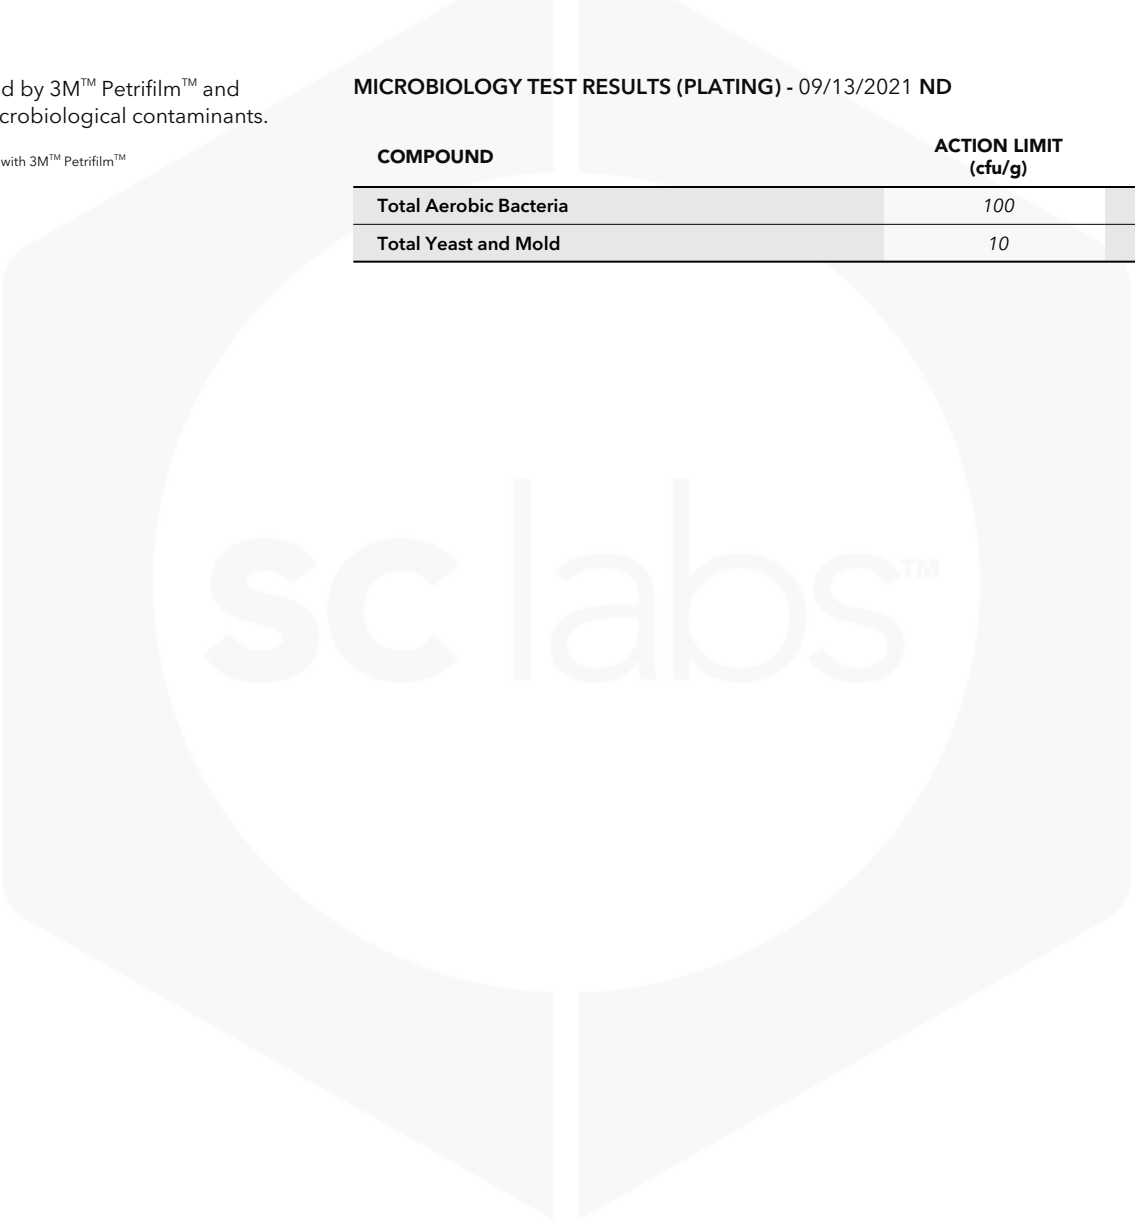 d by 3M™ Petrifilm™ and
crobiological contaminants.
with 3M™ Petrifilm™
MICROBIOLOGY TEST RESULTS (PLATING) - 09/13/2021 ND
COMPOUND
ACTION LIMIT
(cfu/g)
Total Aerobic Bacteria 100
Total Yeast and Mold 10
sc labs™